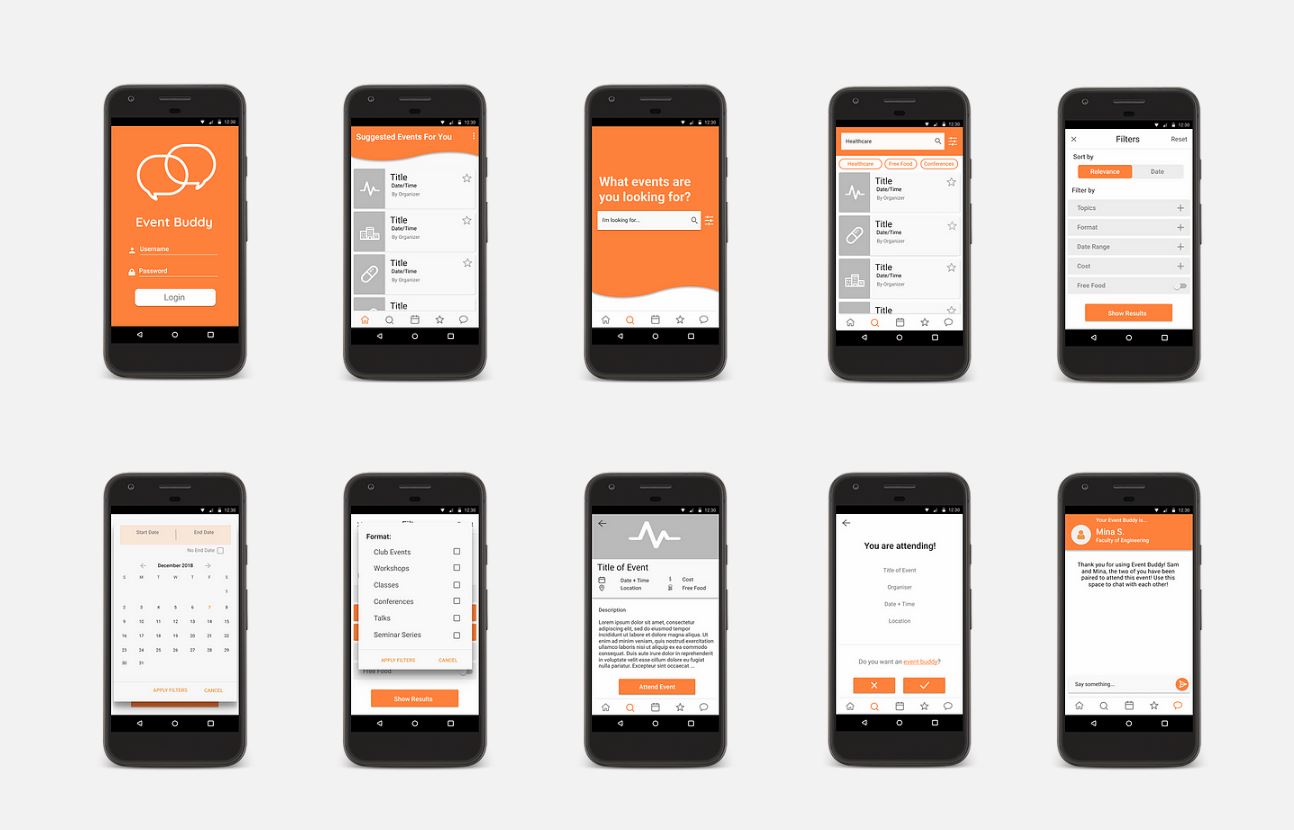 12:30
Event Buddy
Username
Password
Login
12:30
Suggested Events For You
Title
Date/Time
By Organizer
Title
Date/Time
By Organizer
Title
Date/Time
By Organizer
Title
12:30
What events are
you looking for?
I'm looking for...
12:30
Healthcare
Healthcare
Free Food
Conferences
Title
Date/Time
By Organizer
Title
Date/Time
By Organizer
Title
Date/Time
By Organizer
Title
12:30
Filters
Reset
Sort by
Relevance
Date
Filter by
Topics
Format
Date Range
Cost
Free Food
Show Results
12:30
Start Date
End Date
No End Date
December 2018
S M T W T F S
1
2 3 4 5 6 7 8
9 10 11 12 13 14 15
16 17 18 19 20 21 22
23 24 25 26 27 28 29
30 31
APPLY FILTERS
CANCEL
12:30
Format:
Club Events
Workshops
Classes
Conferences
Talks
Seminar Series
APPLY FILTERS
CANCEL
Free Food
Show Results
12:30
Title of Event
Date + Time
$ Cost
Location
Free Food
Description
Lorem ipsum dolor sit amet, consectetur
adipiscing elit, sed do eiusmod tempor
incididunt ut labore et dolore magna aliqua. Ut
enim ad minim veniam, quis nostrud exercitation
ullamco laboris nisi ut aliquip ex ea commodo
consequat. Duis aute irure dolor in reprehenderit
in voluptate velit esse cillum dolore eu fugiat
nulla pariatur. Excepteur sint occaecat ...
Attend Event
12:30
You are attending!
Title of Event
Organiser
Date + Time
Location
Do you want an event buddy?
12:30
Your Event Buddy is...
Mina S.
Faculty of Engineering
Thank you for using Event Buddy! Sam
and Mina, the two of you have been
paired to attend this event! Use this
space to chat with each other!
Say something...